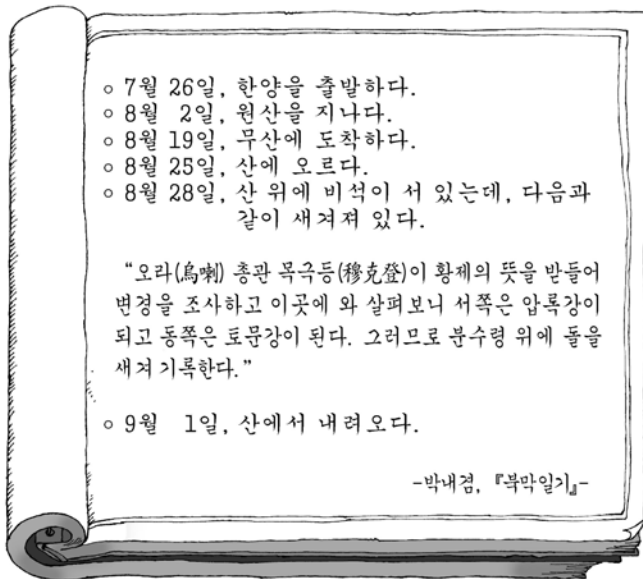 ◦ 7월 26일, 한양을 출발하다.
◦ 8월 2일, 원산을 지나다.
◦ 8월 19일, 무산에 도착하다.
◦ 8월 25일, 산에 오르다.
◦ 8월 28일, 산 위에 비석이 서 있는데, 다음과
같이 새겨져 있다.
“오라(烏喇) 총관 목극등(穆克登)이 황제의 뜻을 받들어
변경을 조사하고 이곳에 와 살펴보니 서쪽은 압록강이
되고 동쪽은 토문강이 된다. 그러므로 분수령 위에 돌을
새겨 기록한다.”
◦ 9월 1일, 산에서 내려오다.
-박내겸, 『북막일기』-